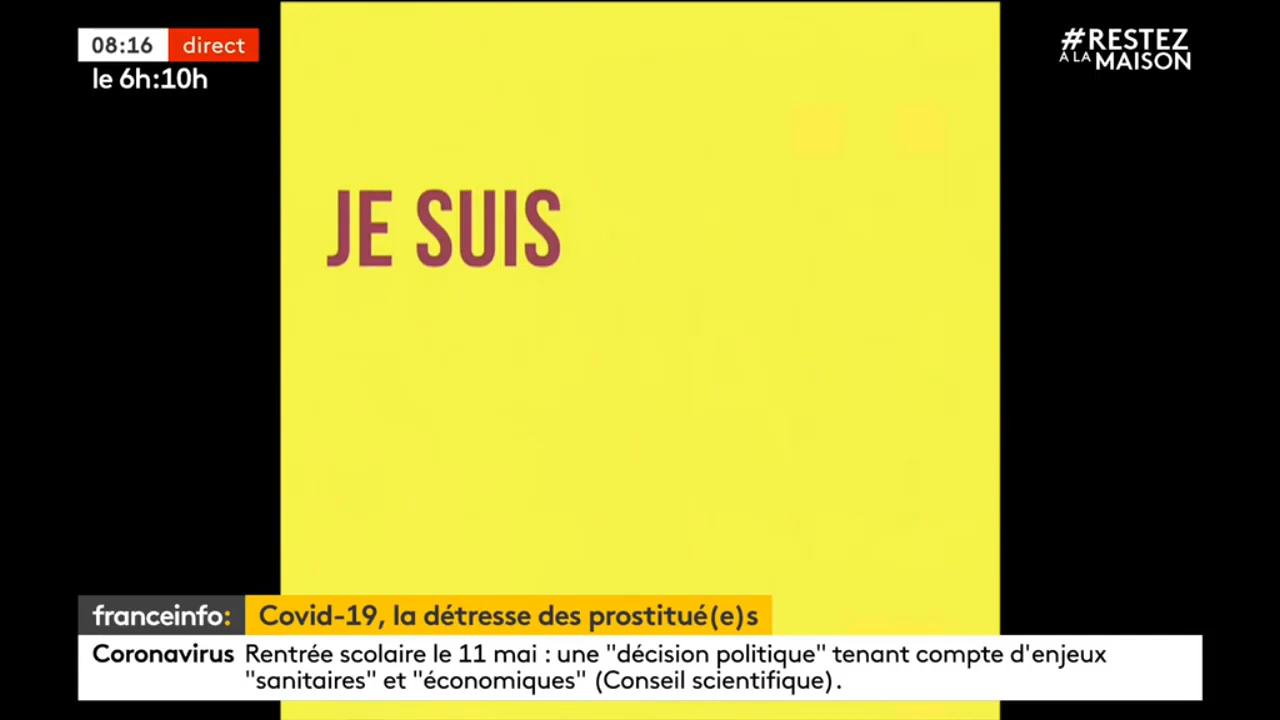 08:16 direct
le 6h:10h
#RESTEZ
À LA MAISON
JE SUIS
franceinfo: Covid-19, la détresse des prostitué(e)s
Coronavirus Rentrée scolaire le 11 mai : une "décision politique" tenant compte d'enjeux
"sanitaires" et "économiques" (Conseil scientifique).